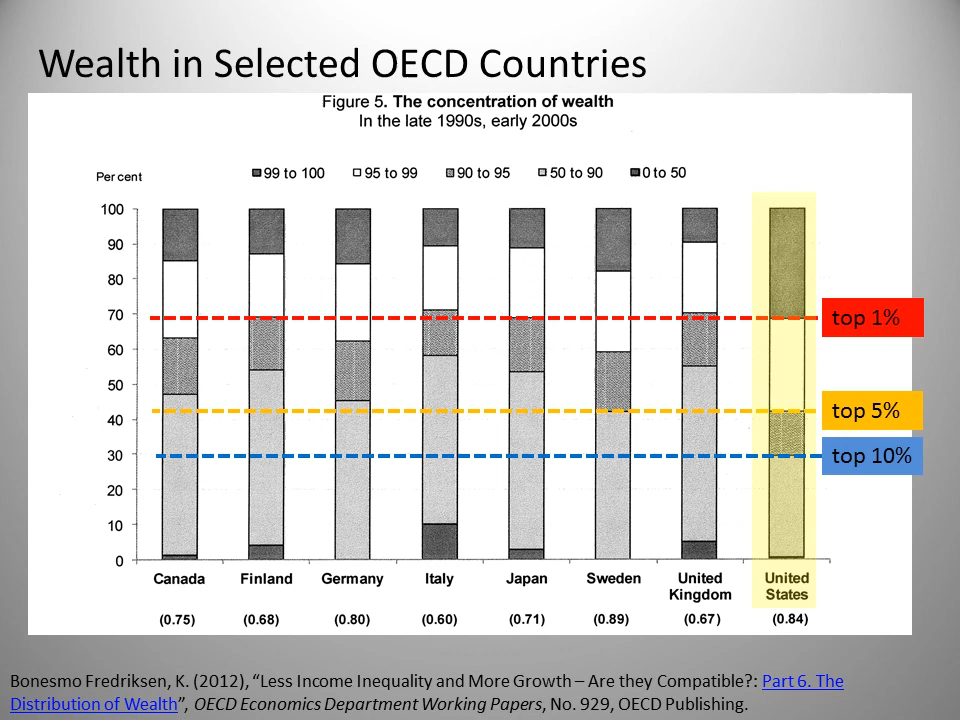 Wealth in Selected OECD Countries
Figure 5. The concentration of wealth
In the late 1990s, early 2000s
Per cent
99 to 100 95 to 99 90 to 95 50 to 90 0 to 50
100
90
80
70
60
50
40
30
20
10
0
top 1%
top 5%
top 10%
Canada Finland Germany Italy Japan Sweden United Kingdom United States
(0.75) (0.68) (0.80) (0.60) (0.71) (0.89) (0.67) (0.84)
Bonesmo Fredriksen, K. (2012), “Less Income Inequality and More Growth – Are they Compatible?: Part 6. The
Distribution of Wealth”, OECD Economics Department Working Papers, No. 929, OECD Publishing.